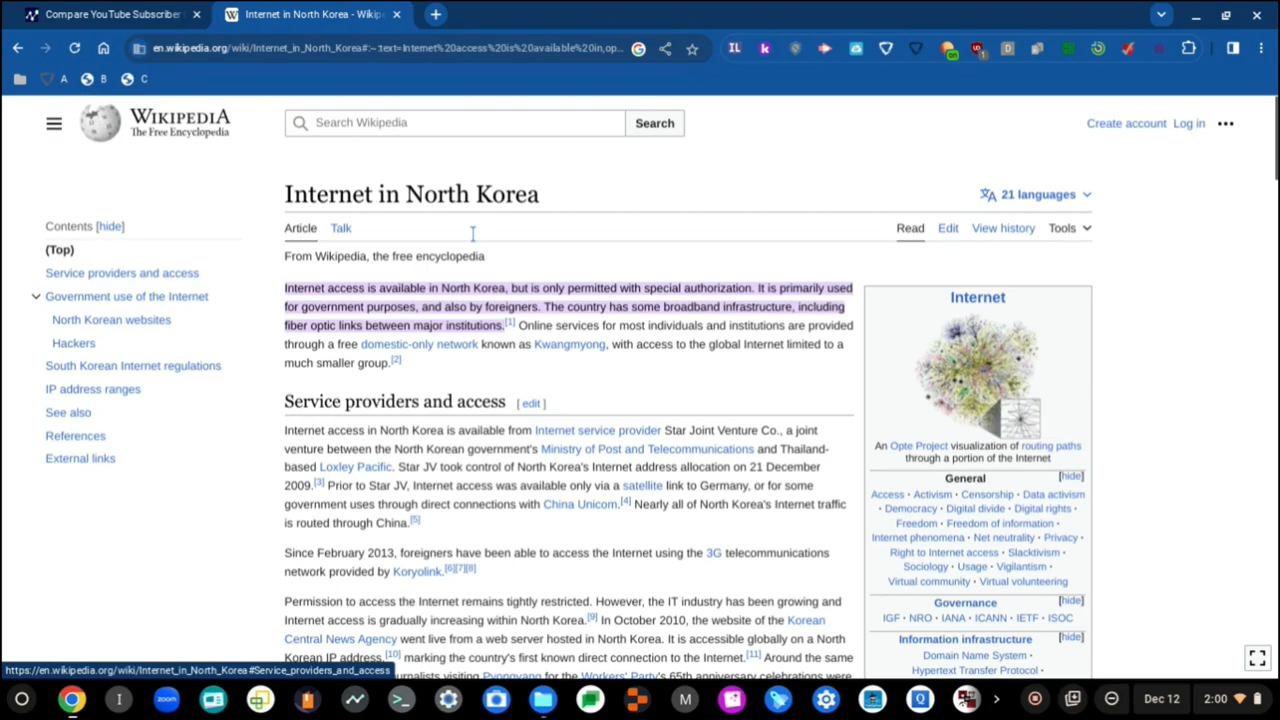 Compare YouTube Subscriber
Internet in North Korea - Wikip
en.wikipedia.org/wiki/Internet_in_North_Korea#:~:text=Internet%20access%20is%20available%20in,op...
A
B
C
WIKIPEDIA
The Free Encyclopedia
Search Wikipedia
Search
Create account Log in
Internet in North Korea
21 languages
Article Talk
Read Edit View history Tools
From Wikipedia, the free encyclopedia
Contents [hide]
(Top)
Service providers and access
Government use of the Internet
North Korean websites
Hackers
South Korean Internet regulations
IP address ranges
See also
References
External links
Internet access is available in North Korea, but is only permitted with special authorization. It is primarily used
for government purposes, and also by foreigners. The country has some broadband infrastructure, including
fiber optic links between major institutions.[1] Online services for most individuals and institutions are provided
through a free domestic-only network known as Kwangmyong, with access to the global Internet limited to a
much smaller group.[2]
Service providers and access [ edit ]
Internet access in North Korea is available from Internet service provider Star Joint Venture Co., a joint
venture between the North Korean government's Ministry of Post and Telecommunications and Thailand-
based Loxley Pacific. Star JV took control of North Korea's Internet address allocation on 21 December
2009.[3] Prior to Star JV, Internet access was available only via a satellite link to Germany, or for some
government uses through direct connections with China Unicom.[4] Nearly all of North Korea's Internet traffic
is routed through China.[5]
Since February 2013, foreigners have been able to access the Internet using the 3G telecommunications
network provided by Koryolink.[6][7][8]
Permission to access the Internet remains tightly restricted. However, the IT industry has been growing and
Internet access is gradually increasing within North Korea.[9] In October 2010, the website of the Korean
Central News Agency went live from a web server hosted in North Korea. It is accessible globally on a North
Korean IP address,[10] marking the country's first known direct connection to the Internet.[11] Around the same
journalists visiting Pyongyang for the Workers' Party's 65th anniversary celebrations were
Internet
An Opte Project visualization of routing paths
through a portion of the Internet
General [hide]
Access · Activism · Censorship · Data activism
· Democracy · Digital divide · Digital rights ·
Freedom · Freedom of information ·
Internet phenomena · Net neutrality · Privacy ·
Right to Internet access · Slacktivism ·
Sociology · Usage · Vigilantism ·
Virtual community · Virtual volunteering
Governance [hide]
IGF · NRO · IANA · ICANN · IETF · ISOC
Information infrastructure [hide]
Domain Name System ·
Hypertext Transfer Protocol ·
https://en.wikipedia.org/wiki/Internet_in_North_Korea#Service_providers_and_access
zoom
Dec 12
2:00